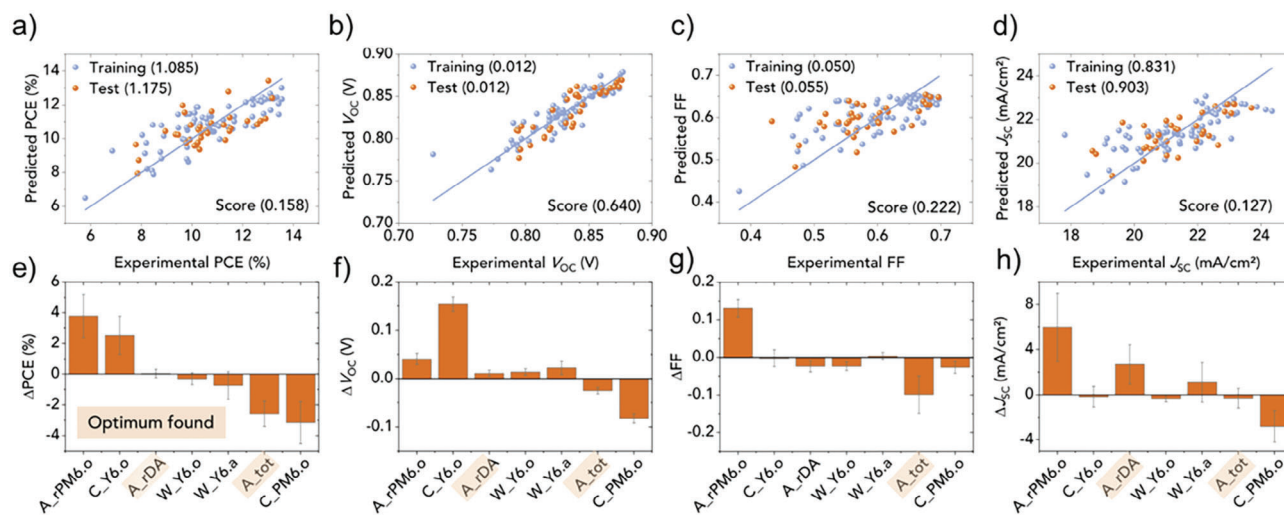 a)
Predicted PCE (%)
14
12
10
8
6
Training (1.085)
Test (1.175)
Score (0.158)
6
8
10
12
14
Experimental PCE (%)
b)
Predicted VOC (V)
0.90
0.85
0.80
0.75
0.70
Training (0.012)
Test (0.012)
Score (0.640)
0.70
0.75
0.80
0.85
0.90
Experimental VOC (V)
c)
Predicted FF
0.7
0.6
0.5
0.4
0.3
Training (0.050)
Test (0.055)
Score (0.222)
0.4
0.5
0.6
0.7
Experimental FF
d)
Predicted JSC (mA/cm²)
24
22
20
18
Training (0.831)
Test (0.903)
Score (0.127)
18
20
21
22
23
24
Experimental JSC (mA/cm²)
e)
ΔPCE (%)
6
4
2
0
-2
-4
Optimum found
A_rPM6.o
C_Y6.o
A_rDA
W_Y6.o
W_Y6.a
A_tot
C_PM6.o
f)
ΔVOC (V)
0.2
0.1
0.0
-0.1
A_rPM6.o
C_Y6.o
A_rDA
W_Y6.o
W_Y6.a
A_tot
C_PM6.o
g)
ΔFF
0.2
0.1
0.0
-0.1
-0.2
A_rPM6.o
C_Y6.o
A_rDA
W_Y6.o
W_Y6.a
A_tot
C_PM6.o
h)
ΔJSC (mA/cm²)
8
4
0
-4
A_rPM6.o
C_Y6.o
A_rDA
W_Y6.o
W_Y6.a
A_tot
C_PM6.o